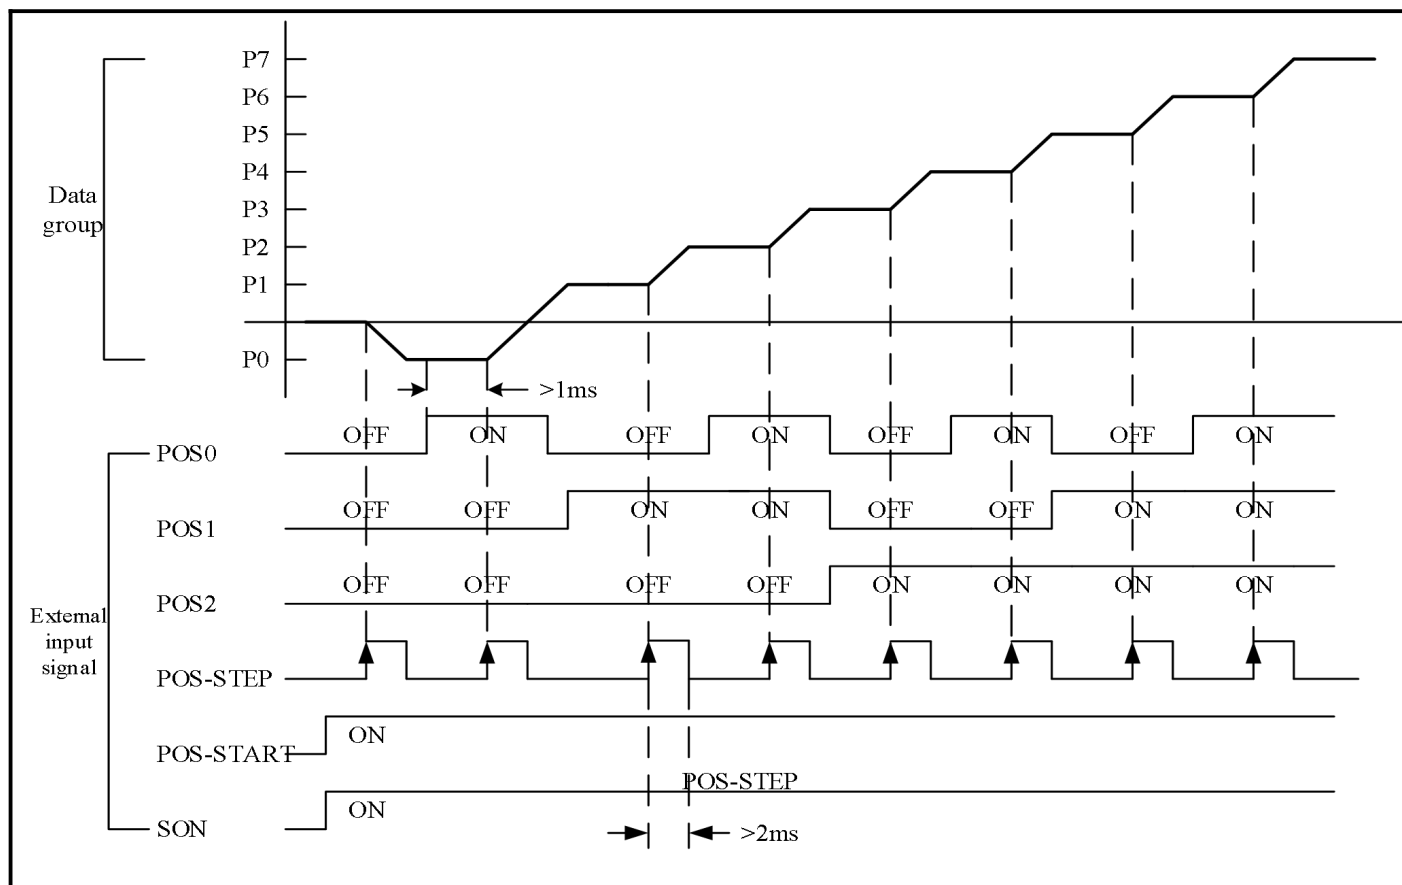 P7
P6
P5
P4
P3
P2
P1
P0
Data
group
>1ms
OFF ON OFF ON OFF ON OFF ON
POS0
OFF OFF ON ON OFF OFF ON ON
POS1
OFF OFF OFF OFF ON ON ON ON
POS2
External
input
signal
POS-STEP
POS-START
ON
POS-STEP
ON
SON
>2ms